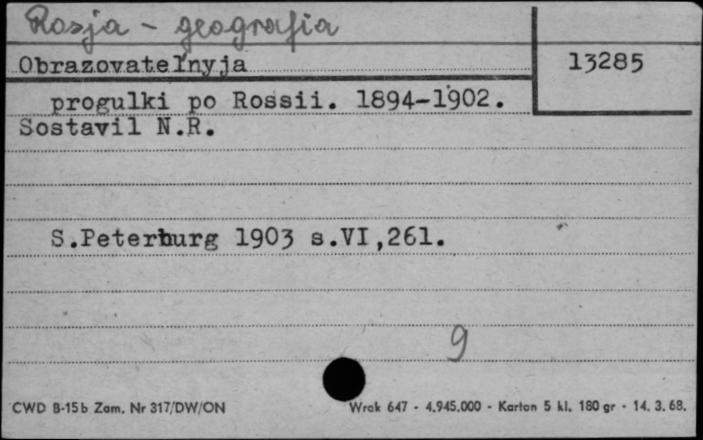 Rosja - geografia
13285
Obrazovatel'nyja
progulki po Rossii. 1894-1902.
Sostavil N.R.
S.Peterburg 1903 s.VI,261.
9
CWD B-15b Zam. Nr 317/DW/ON
Wrak 647 - 4.945.000 - Karton 5 kl. 180 gr - 14. 3. 68.